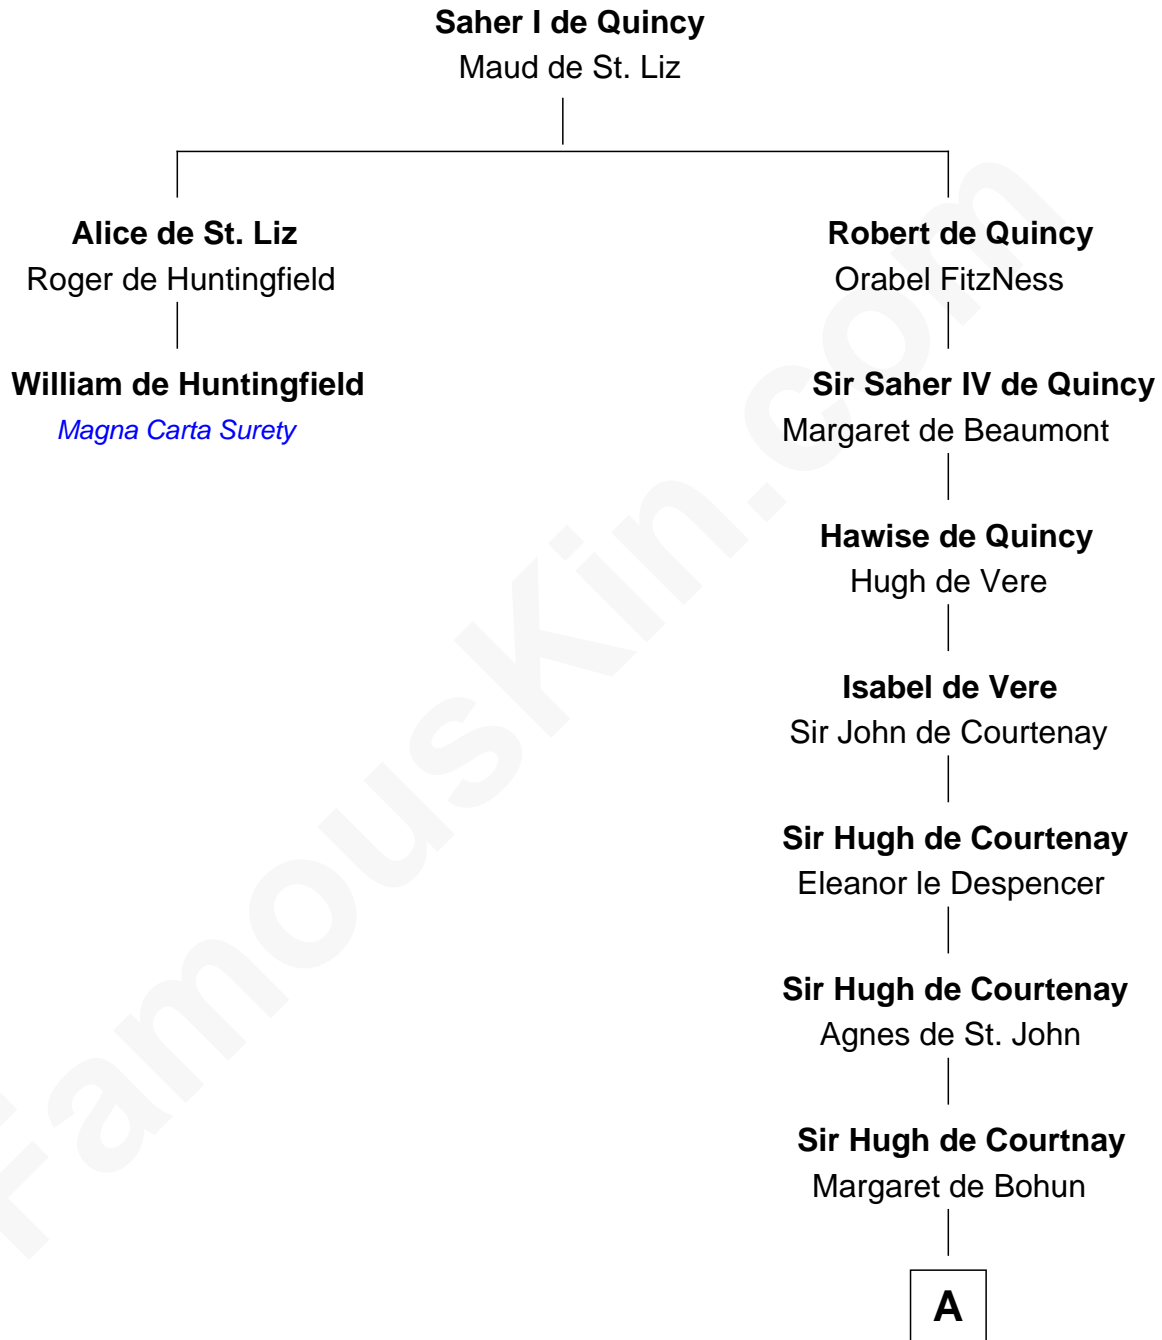 Saher I de Quincy
Maud de St. Liz
Alice de St. Liz
Roger de Huntingfield
William de Huntingfield
Magna Carta Surety
Robert de Quincy
Orabel FitzNess
Sir Saher IV de Quincy
Margaret de Beaumont
Hawise de Quincy
Hugh de Vere
Isabel de Vere
Sir John de Courtenay
Sir Hugh de Courtenay
Eleanor le Despencer
Sir Hugh de Courtenay
Agnes de St. John
Sir Hugh de Courtnay
Margaret de Bohun
A
FamousKin.com